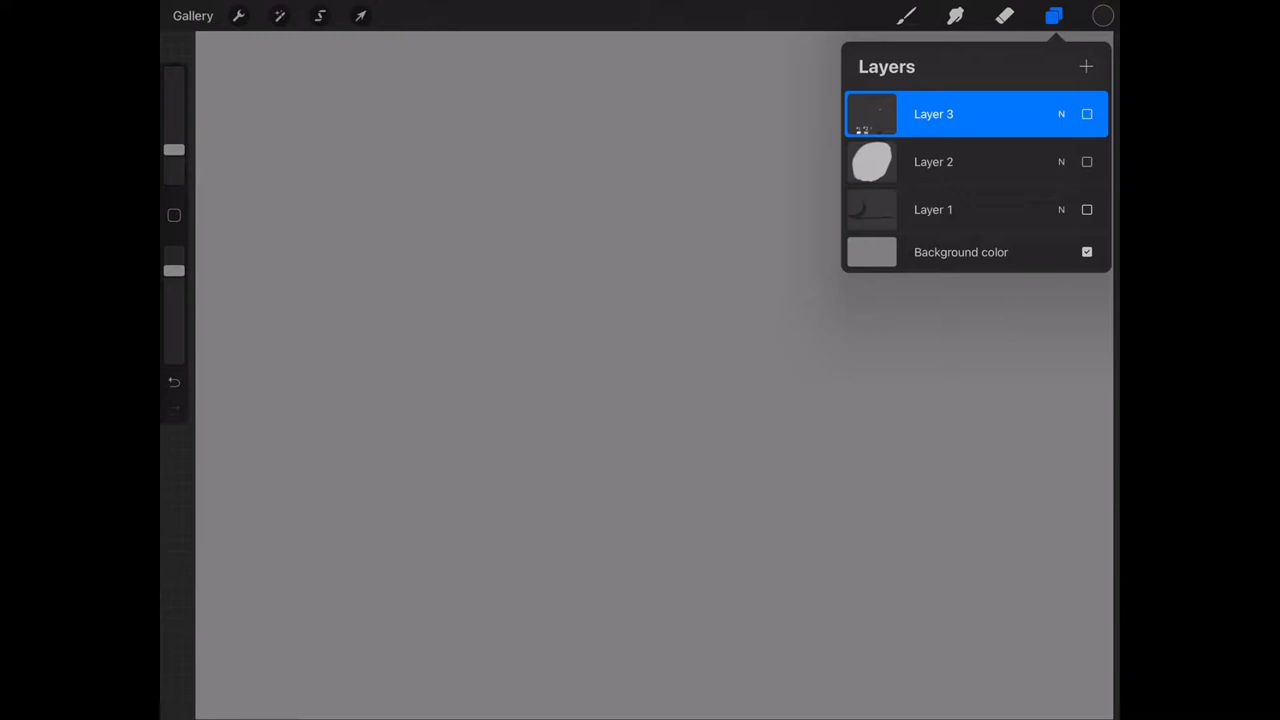 Gallery
Layers
Layer 3 N
Layer 2 N
Layer 1 N
Background color